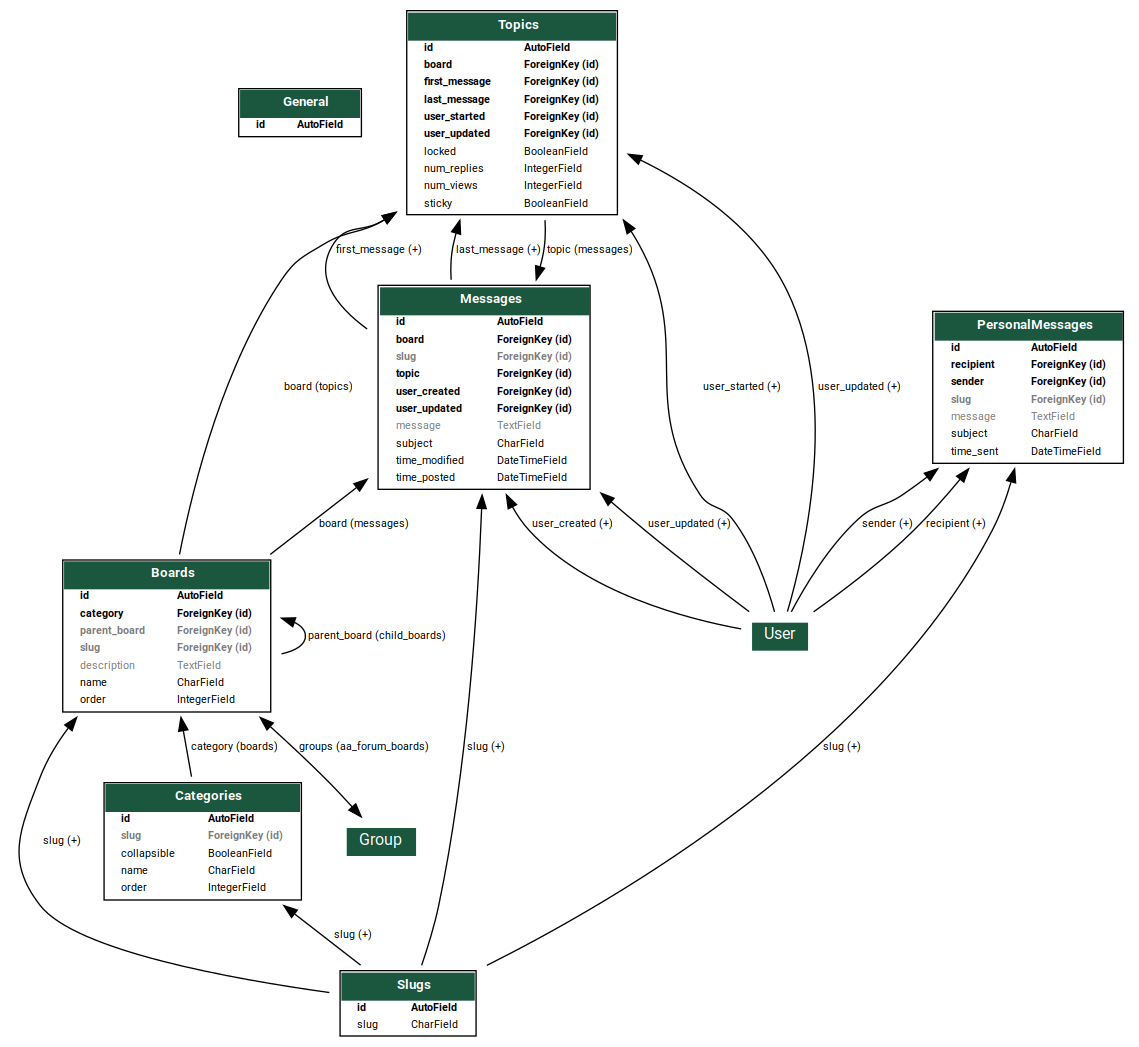 Topics
id AutoField
board ForeignKey (id)
first_message ForeignKey (id)
last_message ForeignKey (id)
user_started ForeignKey (id)
user_updated ForeignKey (id)
locked BooleanField
num_replies IntegerField
num_views IntegerField
sticky BooleanField
General
id AutoField
first_message (+)
last_message (+)
topic (messages)
Messages
id AutoField
board ForeignKey (id)
slug ForeignKey (id)
topic ForeignKey (id)
user_created ForeignKey (id)
user_updated ForeignKey (id)
message TextField
subject CharField
time_modified DateTimeField
time_posted DateTimeField
PersonalMessages
id AutoField
recipient ForeignKey (id)
sender ForeignKey (id)
slug ForeignKey (id)
message TextField
subject CharField
time_sent DateTimeField
board (topics)
user_started (+)
user_updated (+)
board (messages)
user_created (+)
user_updated (+)
sender (+)
recipient (+)
Boards
id AutoField
category ForeignKey (id)
parent_board ForeignKey (id)
slug ForeignKey (id)
description TextField
name CharField
order IntegerField
parent_board (child_boards)
User
category (boards)
groups (aa_forum_boards)
slug (+)
slug (+)
Categories
id AutoField
slug ForeignKey (id)
collapsible BooleanField
name CharField
order IntegerField
slug (+)
Group
slug (+)
Slugs
id AutoField
slug CharField